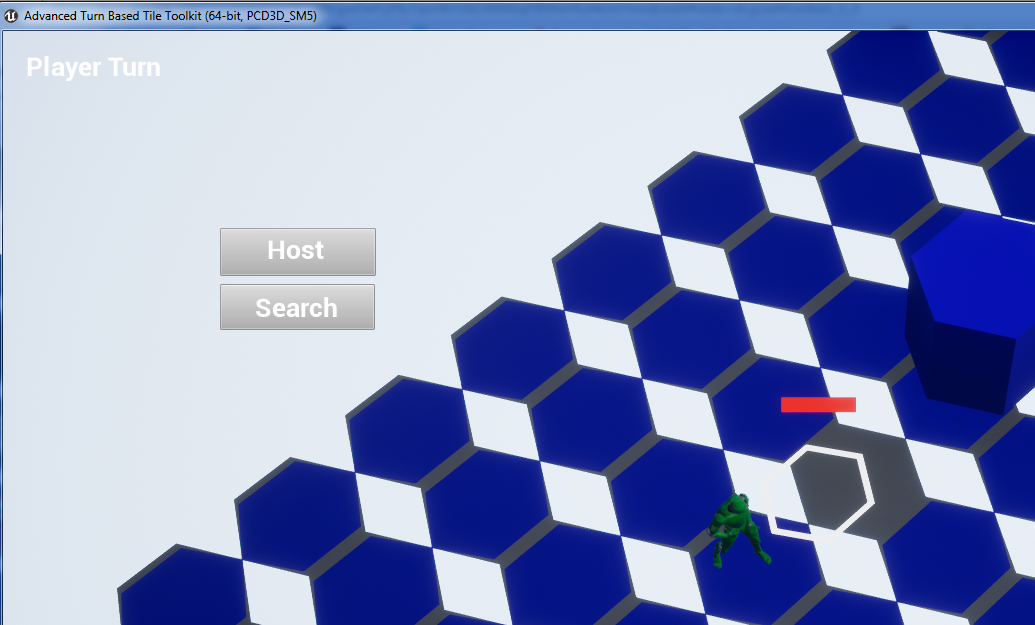 Advanced Turn Based Tile Toolkit (64-bit, PCD3D_SM5)
Player Turn
Host
Search